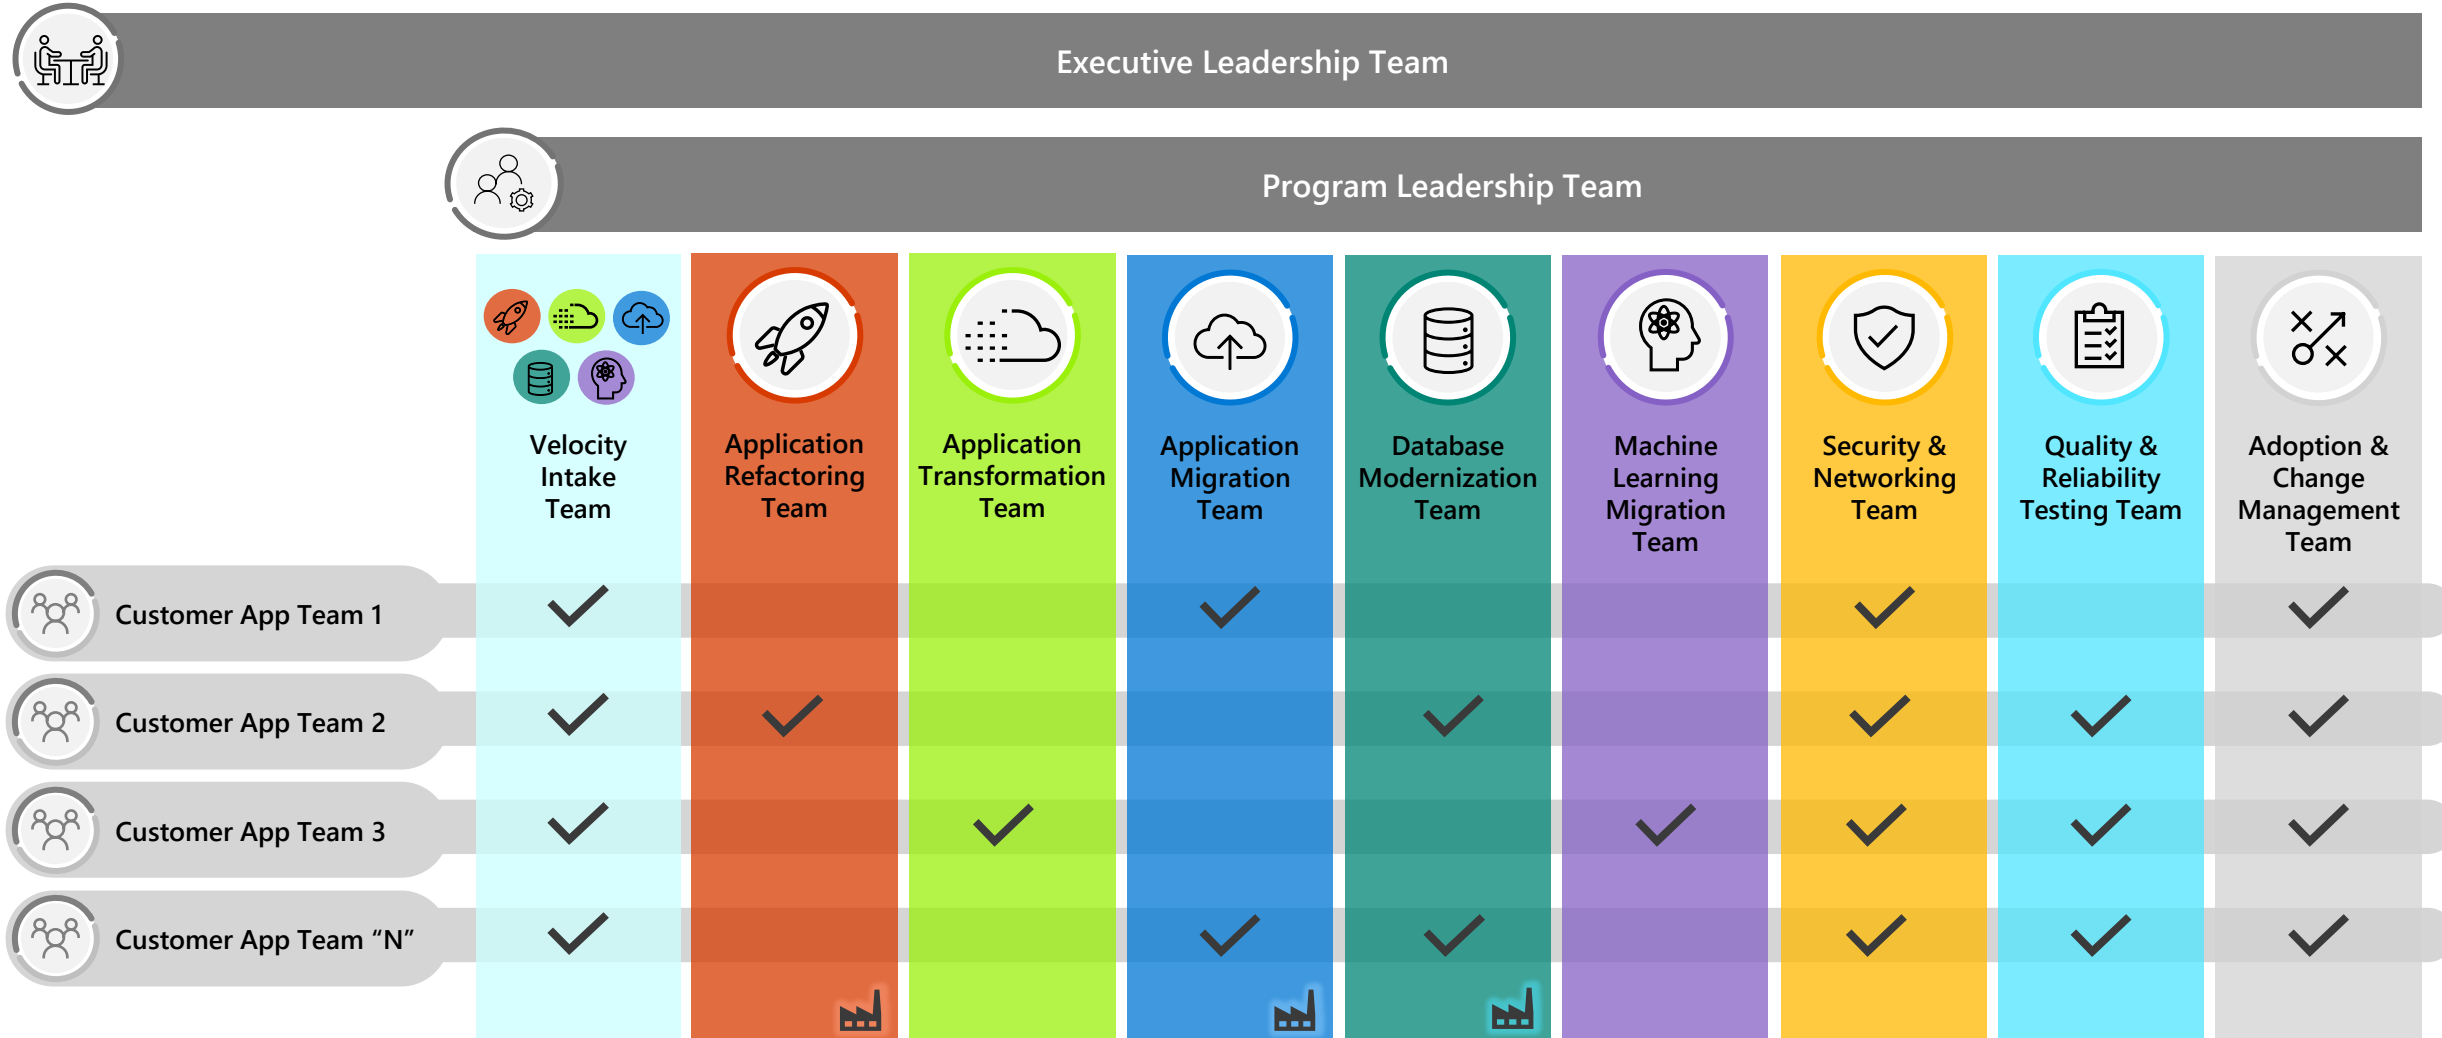 Executive Leadership Team
Program Leadership Team
Velocity
Intake
Team
Application
Refactoring
Team
Application
Transformation
Team
Application
Migration
Team
Database
Modernization
Team
Machine
Learning
Migration
Team
Security &
Networking
Team
Quality &
Reliability
Testing Team
Adoption &
Change
Management
Team
Customer App Team 1
Customer App Team 2
Customer App Team 3
Customer App Team “N”